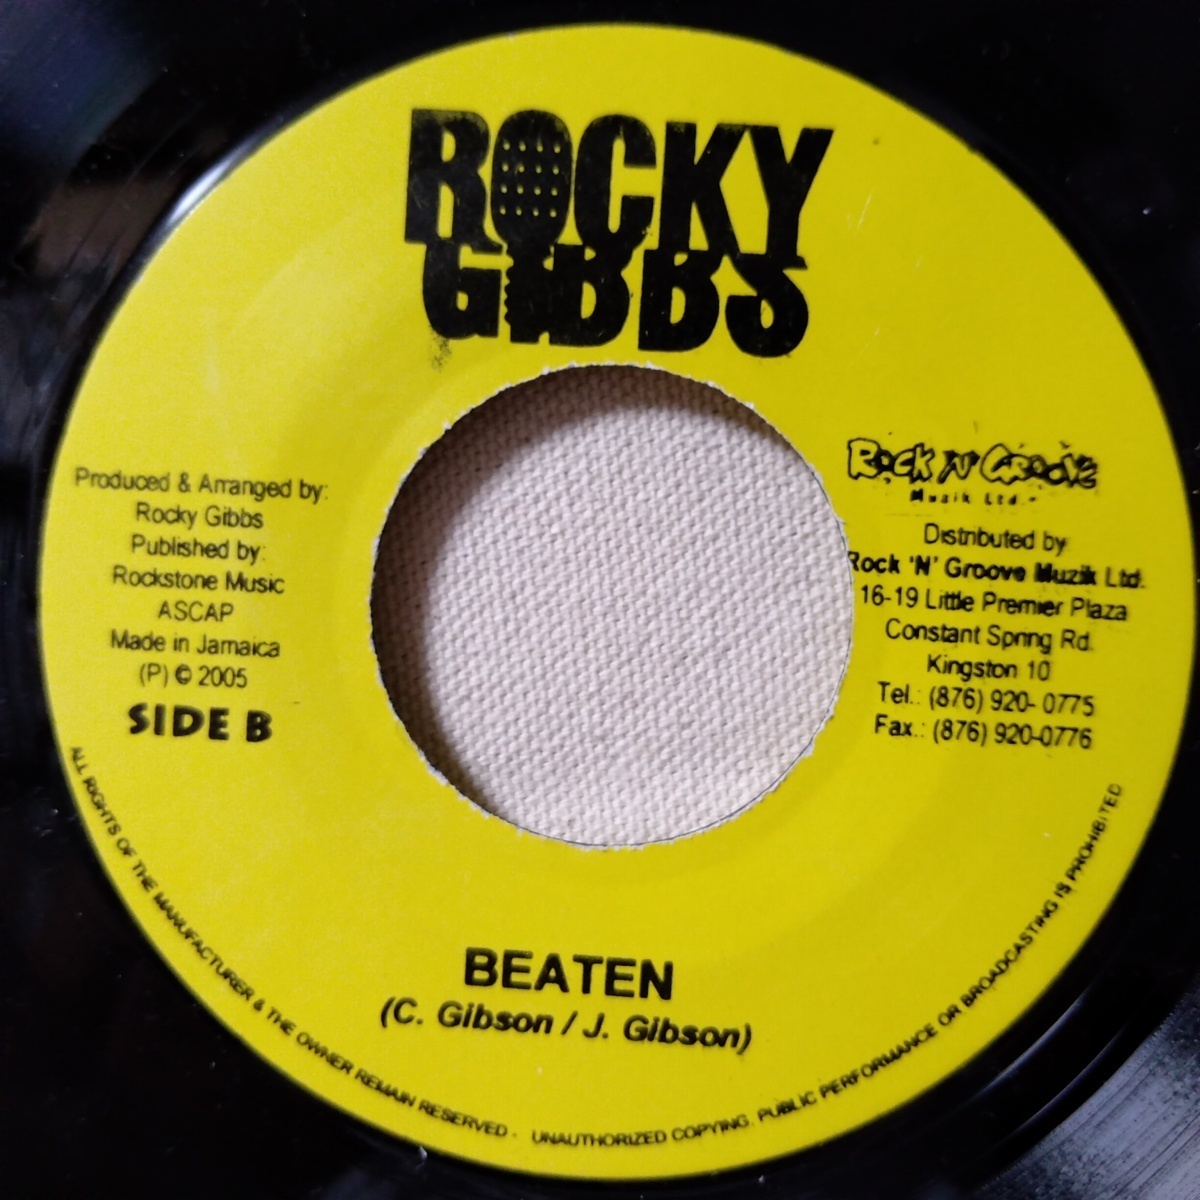 ROCKY
GIBBS
Produced & Arranged by:
Rocky Gibbs
Published by:
Rockstone Music
ASCAP
Made in Jamaica
(P) © 2005
SIDE B
ROCK 'N' GROOVE
Muzik Ltd.
Distributed by
Rock 'N' Groove Muzik Ltd.
16-19 Little Premier Plaza
Constant Spring Rd.
Kingston 10
Tel.: (876) 920- 0775
Fax.: (876) 920-0776
BEATEN
(C. Gibson / J. Gibson)
ALL RIGHTS OF THE MANUFACTURER & THE OWNER REMAIN RESERVED - UNAUTHORIZED COPYING. PUBLIC PERFORMANCE OR BROADCASTING IS PROHIBITED